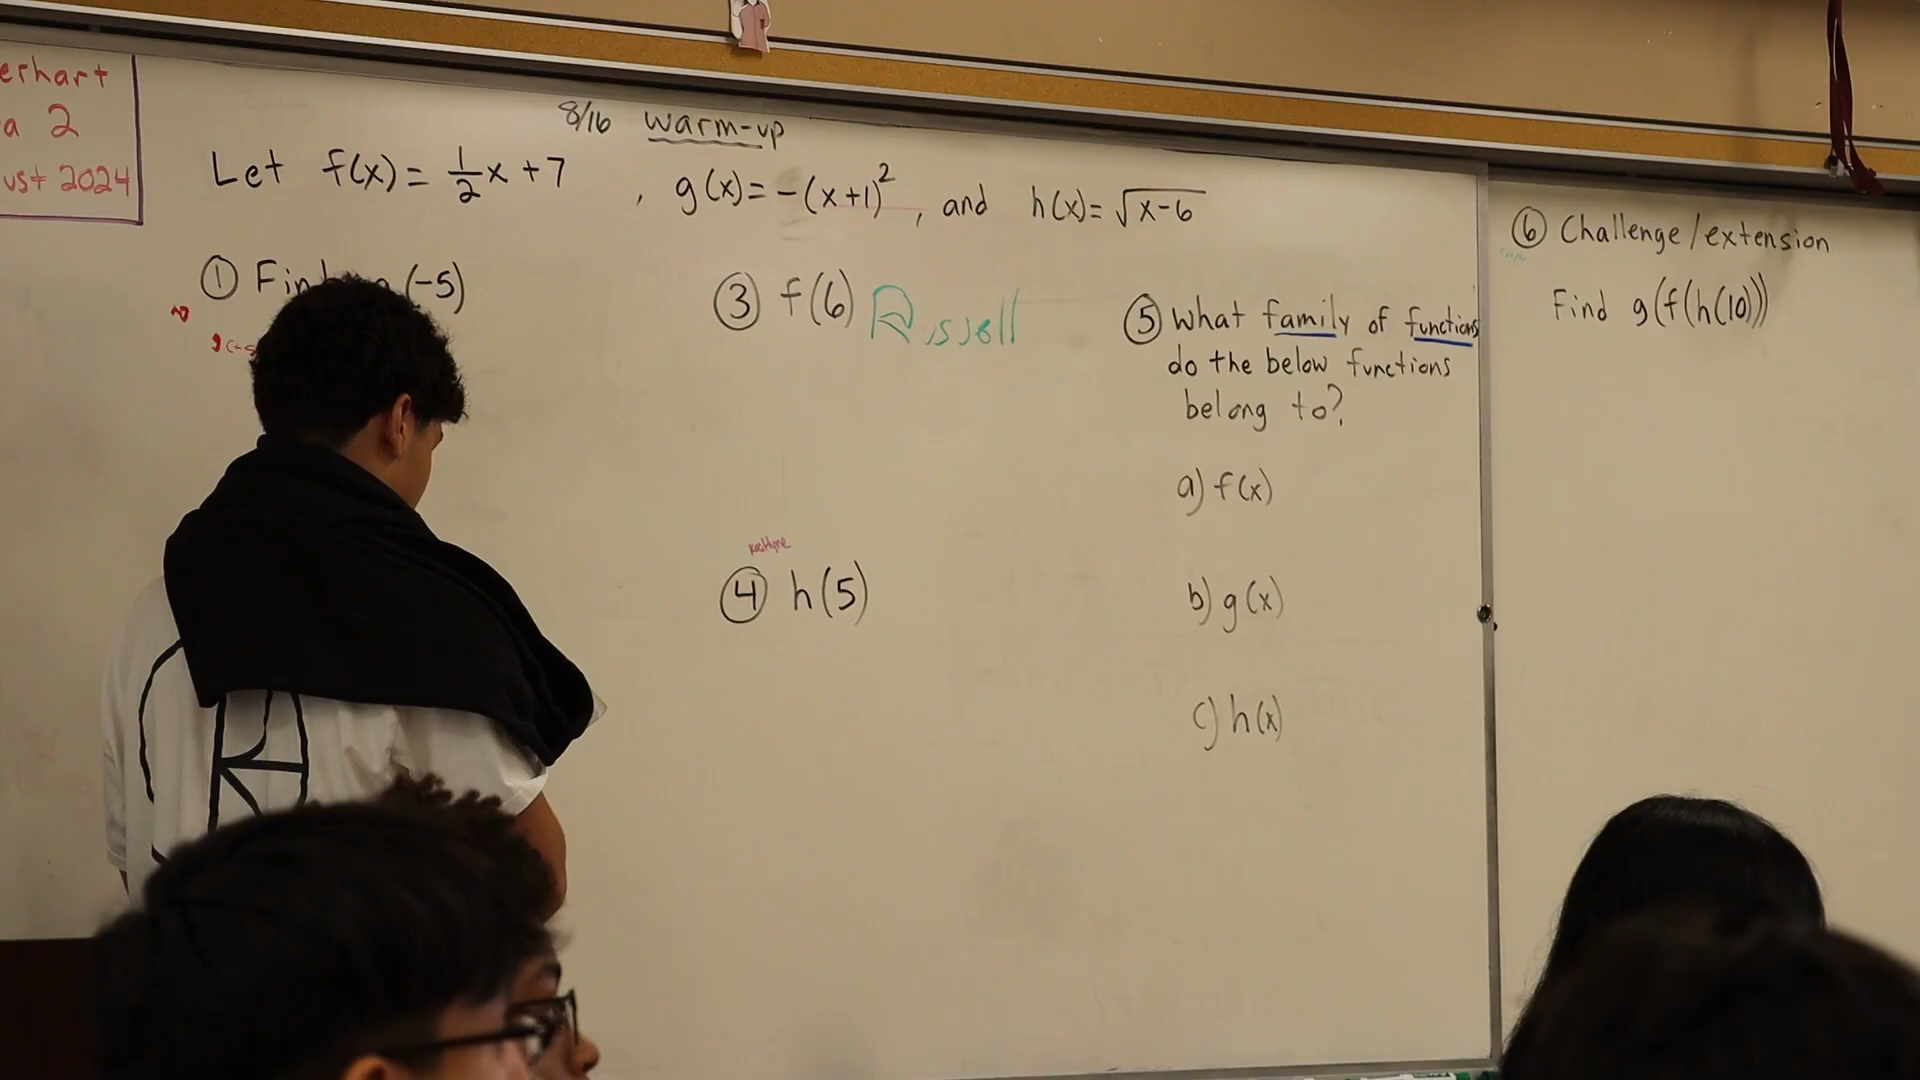 erhart
a 2
ust 2024
8/16 warm-up
Let f(x) = 1/2 x + 7 , g(x) = -(x+1)², and h(x) = √(x-6)
① Find (-5)
③ f(6) Russell
④ h(5)
⑤ What family of functions
do the below functions
belong to?
a) f(x)
b) g(x)
c) h(x)
⑥ Challenge/extension
Find g(f(h(10)))